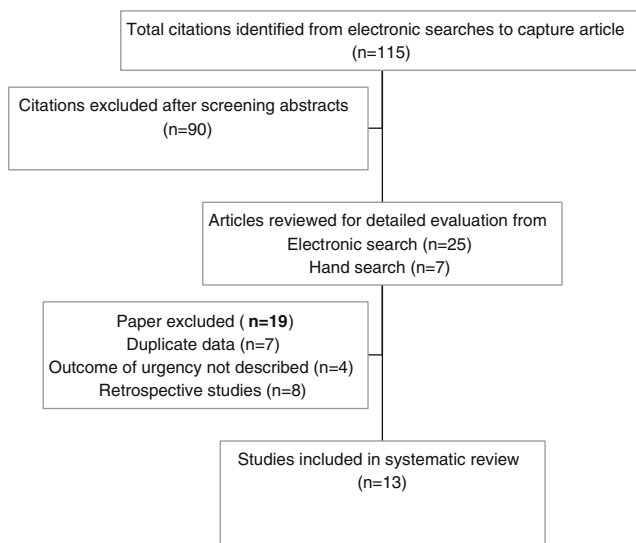 Total citations identified from electronic searches to capture article
(n=115)
Citations excluded after screening abstracts
(n=90)
Articles reviewed for detailed evaluation from
Electronic search (n=25)
Hand search (n=7)
Paper excluded ( n=19)
Duplicate data (n=7)
Outcome of urgency not described (n=4)
Retrospective studies (n=8)
Studies included in systematic review
(n=13)